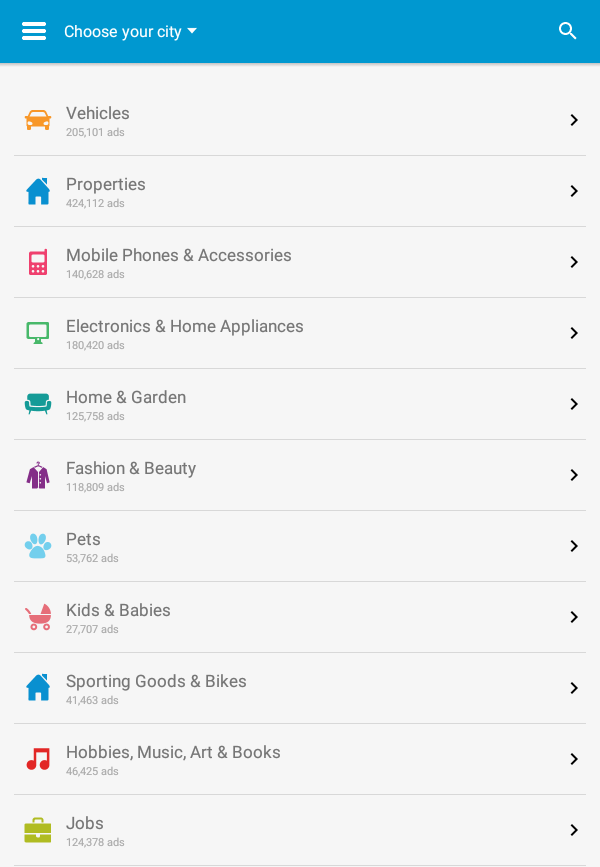 Choose your city
Vehicles
205,101 ads
Properties
424,112 ads
Mobile Phones & Accessories
140,628 ads
Electronics & Home Appliances
180,420 ads
Home & Garden
125,758 ads
Fashion & Beauty
118,809 ads
Pets
53,762 ads
Kids & Babies
27,707 ads
Sporting Goods & Bikes
41,463 ads
Hobbies, Music, Art & Books
46,425 ads
Jobs
124,378 ads